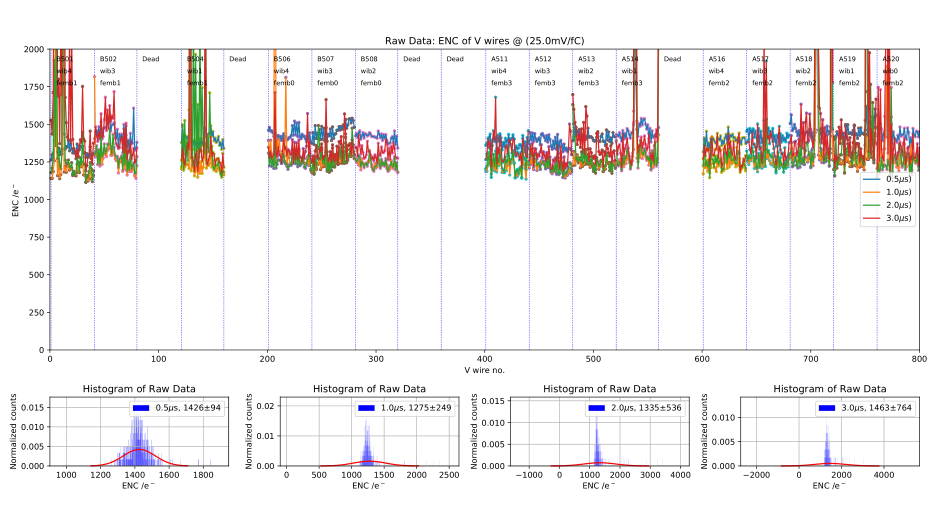 Raw Data: ENC of V wires @ (25.0mV/fC)
2000
1750
1500
1250
1000
750
500
250
0
ENC /e⁻
B501 B502 Dead B504 Dead B506 B507 B508 Dead Dead A511 A512 A513 A514 Dead A516 A517 A518 A519 A520
wib4 wib3 wib1 wib4 wib3 wib2 wib4 wib3 wib2 wib1 wib4 wib3 wib2 wib1 wib0
femb1 femb1 femb1 femb0 femb0 femb0 femb3 femb3 femb3 femb3 femb2 femb2 femb2 femb2 femb2
0.5μs)
1.0μs)
2.0μs)
3.0μs)
0 100 200 300 400 500 600 700 800
V wire no.
Histogram of Raw Data
Normalized counts
0.015
0.010
0.005
0.000
0.5μs, 1426±94
1000 1200 1400 1600 1800
ENC /e⁻
Histogram of Raw Data
Normalized counts
0.02
0.01
0.00
1.0μs, 1275±249
0 500 1000 1500 2000 2500
ENC /e⁻
Histogram of Raw Data
Normalized counts
0.015
0.010
0.005
0.000
2.0μs, 1335±536
−1000 0 1000 2000 3000 4000
ENC /e⁻
Histogram of Raw Data
Normalized counts
0.010
0.005
0.000
3.0μs, 1463±764
−2000 0 2000 4000
ENC /e⁻